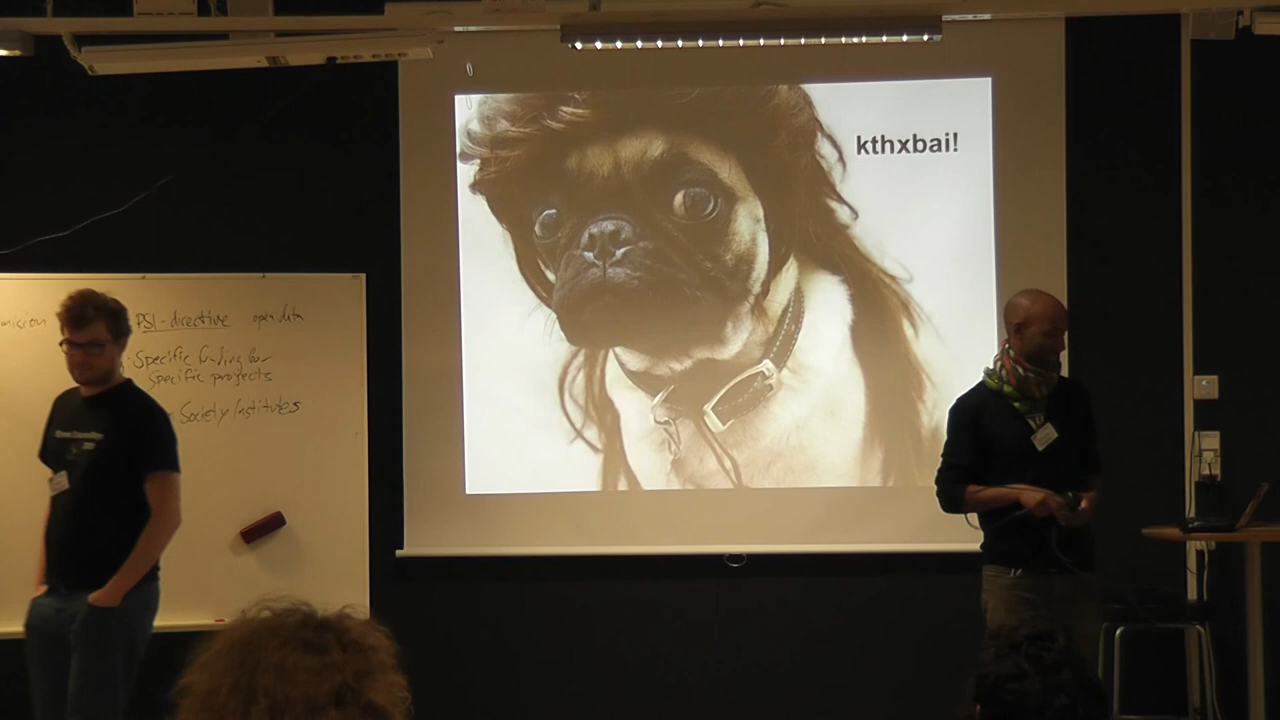 kthxbai!
PSI-directive open data
Specific funding for
Specific projects
Society Institutes